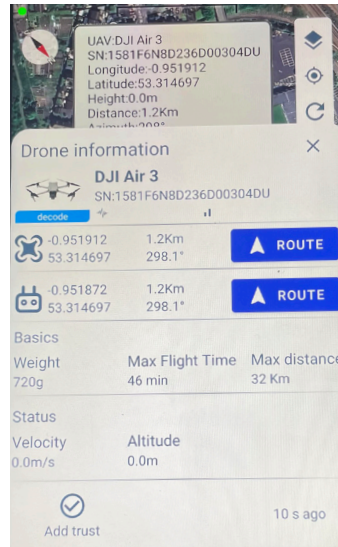 UAV:DJI Air 3
SN:1581F6N8D236D00304DU
Longitude:-0.951912
Latitude:53.314697
Height:0.0m
Distance:1.2Km
Azimuth:298°
Drone information
DJI Air 3
SN:1581F6N8D236D00304DU
decode
-0.951912 1.2Km
53.314697 298.1°
ROUTE
-0.951872 1.2Km
53.314697 298.1°
ROUTE
Basics
Weight Max Flight Time Max distance
720g 46 min 32 Km
Status
Velocity Altitude
0.0m/s 0.0m
Add trust
10 s ago